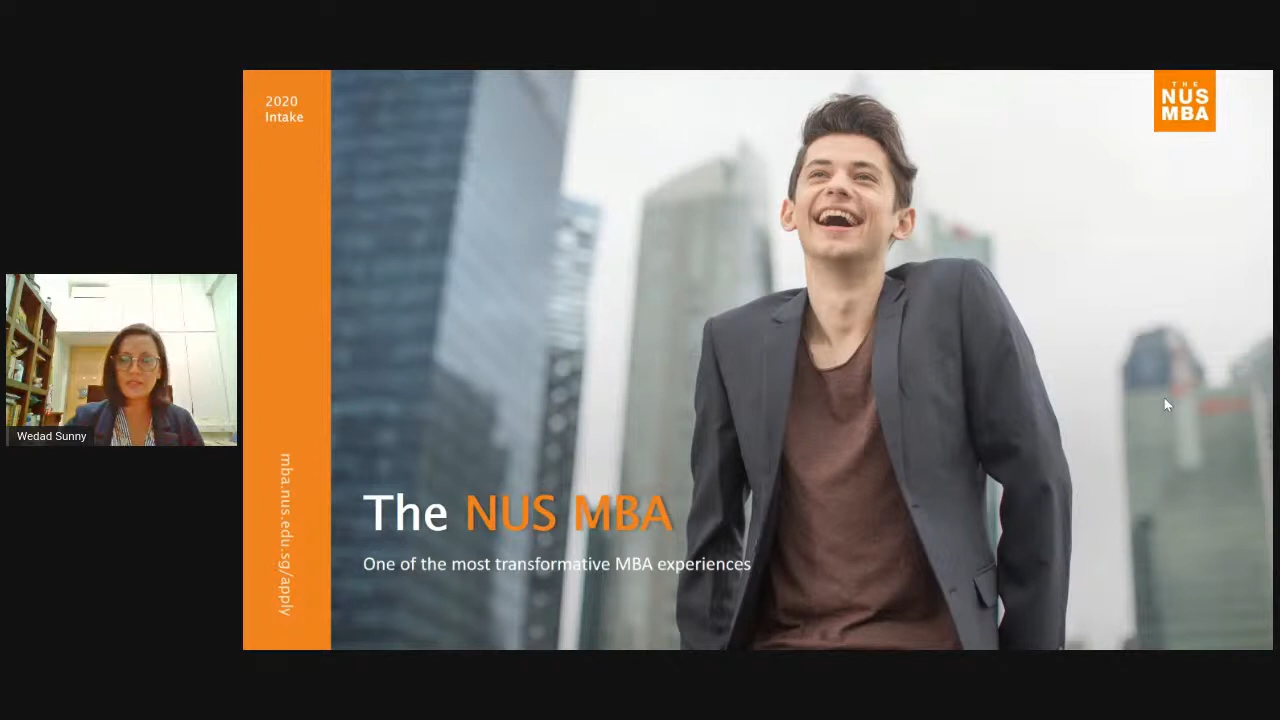 2020
Intake
THE
NUS
MBA
The NUS MBA
One of the most transformative MBA experiences
mba.nus.edu.sg/apply
Wedad Sunny